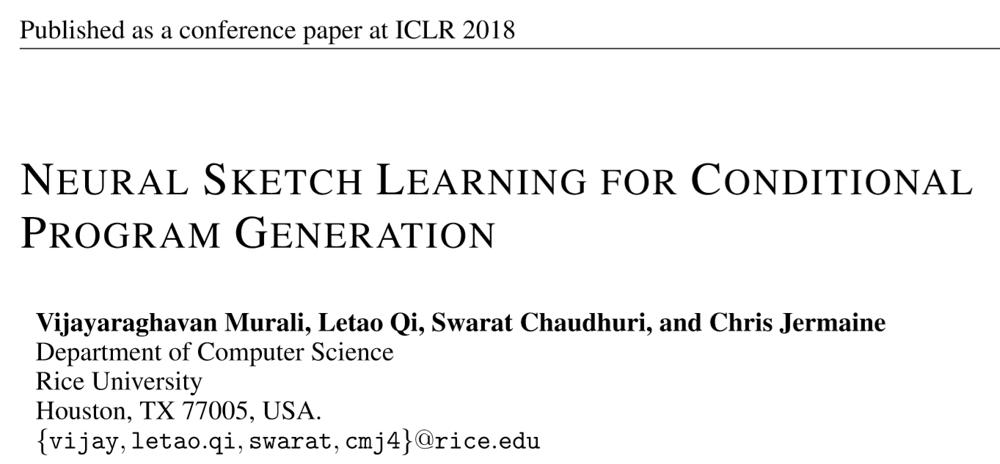 Published as a conference paper at ICLR 2018
NEURAL SKETCH LEARNING FOR CONDITIONAL
PROGRAM GENERATION
Vijayaraghavan Murali, Letao Qi, Swarat Chaudhuri, and Chris Jermaine
Department of Computer Science
Rice University
Houston, TX 77005, USA.
{vijay, letao.qi, swarat, cmj4}@rice.edu